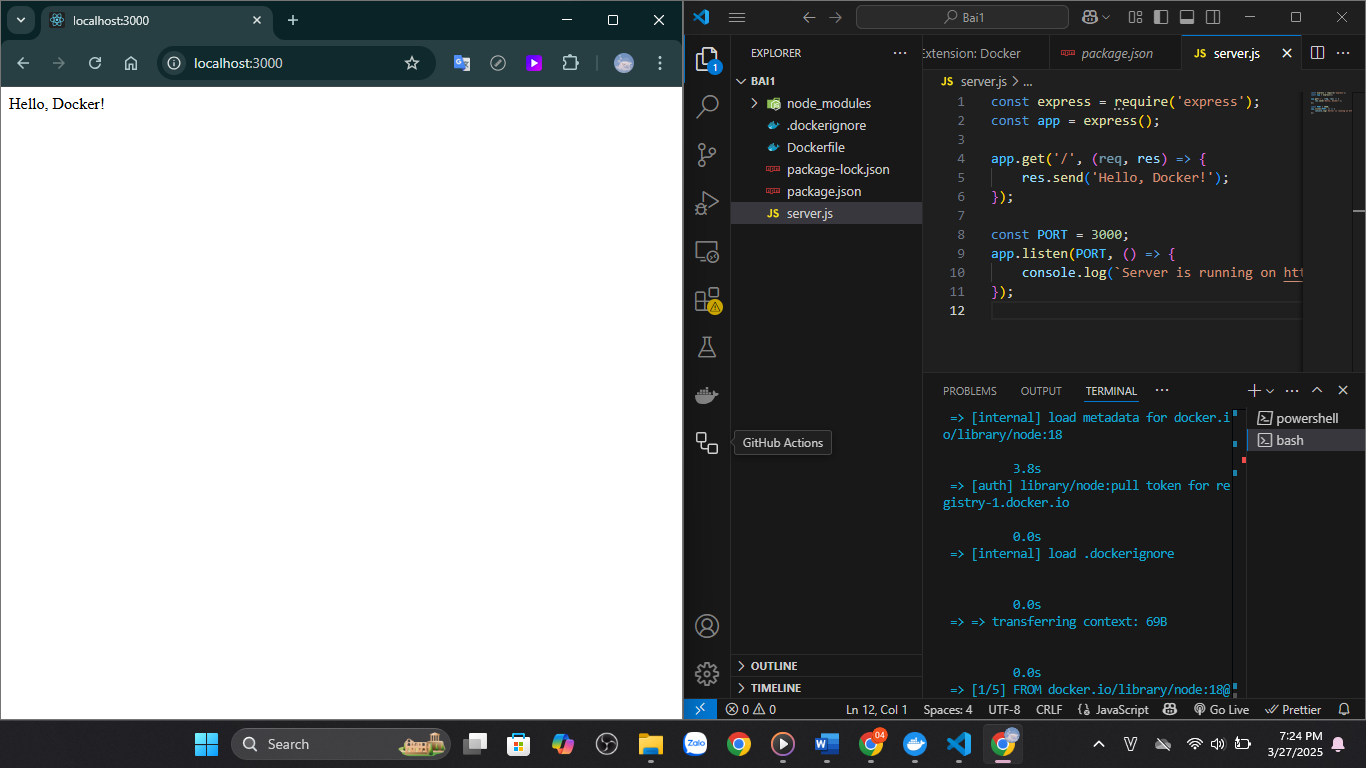 localhost:3000
localhost:3000
Hello, Docker!
Bai1
EXPLORER
BAI1
node_modules
.dockerignore
Dockerfile
package-lock.json
package.json
JS server.js
OUTLINE
TIMELINE
GitHub Actions
1
Extension: Docker
package.json
JS server.js
JS server.js > ...
1 const express = require('express');
2 const app = express();
3
4 app.get('/', (req, res) => {
5 res.send('Hello, Docker!');
6 });
7
8 const PORT = 3000;
9 app.listen(PORT, () => {
10 console.log(`Server is running on htt
11 });
12
PROBLEMS OUTPUT TERMINAL
=> [internal] load metadata for docker.i
o/library/node:18
3.8s
=> [auth] library/node:pull token for re
gistry-1.docker.io
0.0s
=> [internal] load .dockerignore
0.0s
=> => transferring context: 69B
0.0s
=> [1/5] FROM docker.io/library/node:18@
powershell
bash
0 0 Ln 12, Col 1 Spaces: 4 UTF-8 CRLF {} JavaScript Go Live Prettier
Search
Zalo
04
7:24 PM
3/27/2025